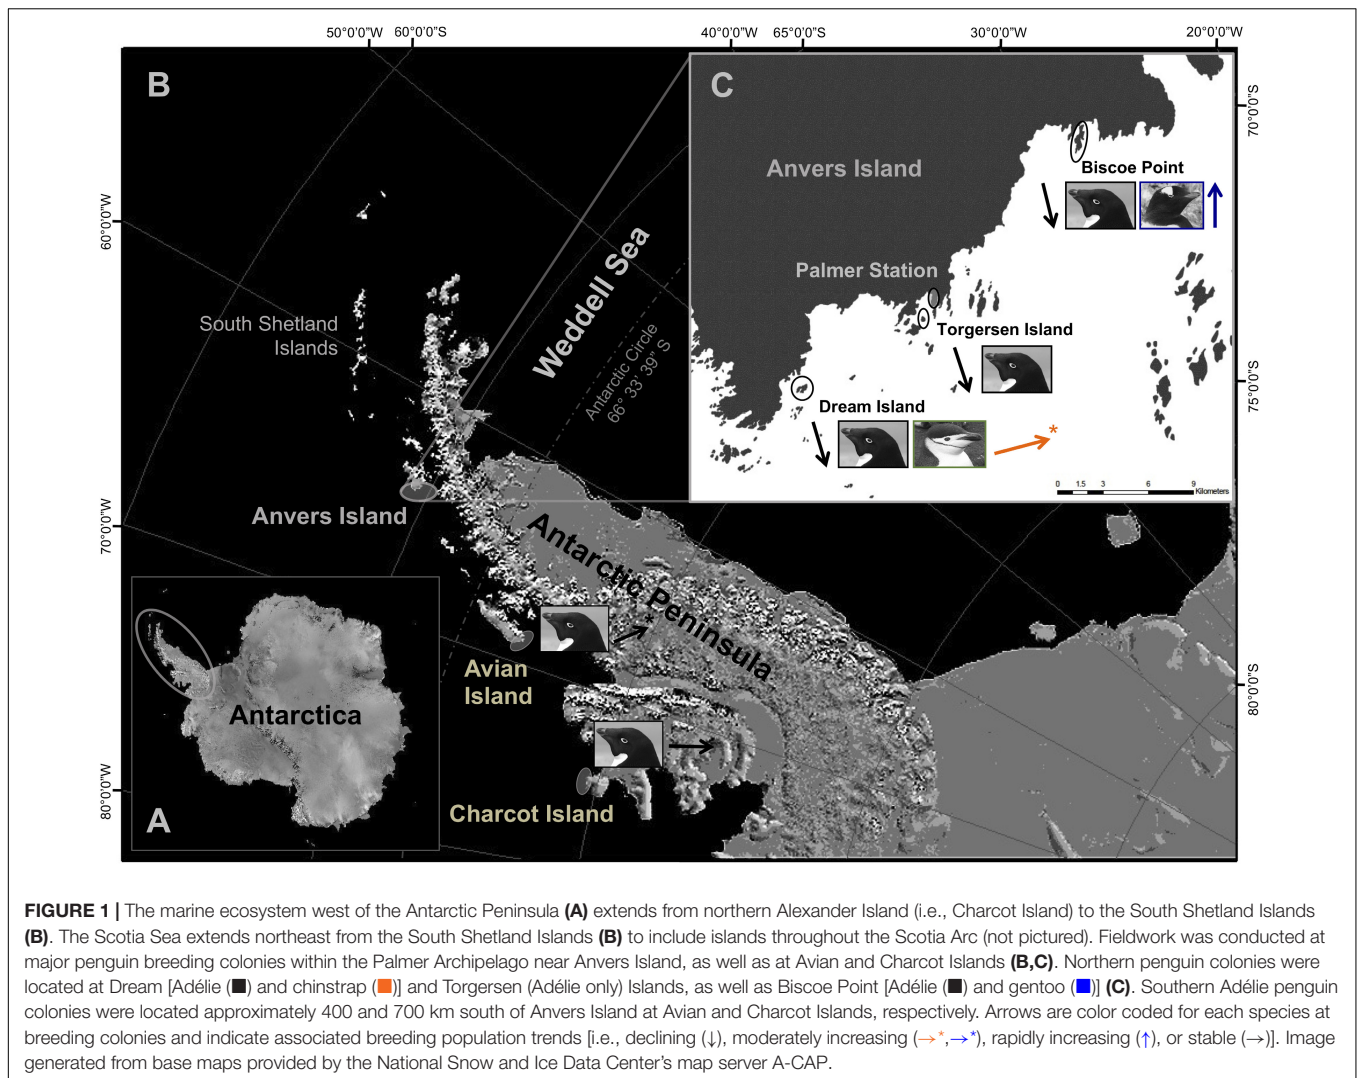 50°0'0"W 60°0'0"S 40°0'0"W 65°0'0"S 30°0'0"W 20°0'0"W
B
C
70°0'0"S
Anvers Island
Biscoe Point
60°0'0"W
Weddell Sea
Palmer Station
South Shetland
Islands
Antarctic Circle
66° 33' 39" S
Torgersen Island
75°0'0"S
Dream Island
*
0 1.5 3 6 9
Kilometers
Anvers Island
70°0'0"W
Antarctic Peninsula
*
Avian
Island
80°0'0"S
Antarctica
80°0'0"W
Charcot Island
A
FIGURE 1 | The marine ecosystem west of the Antarctic Peninsula (A) extends from northern Alexander Island (i.e., Charcot Island) to the South Shetland Islands
(B). The Scotia Sea extends northeast from the South Shetland Islands (B) to include islands throughout the Scotia Arc (not pictured). Fieldwork was conducted at
major penguin breeding colonies within the Palmer Archipelago near Anvers Island, as well as at Avian and Charcot Islands (B,C). Northern penguin colonies were
located at Dream [Adélie (■) and chinstrap (■)] and Torgersen (Adélie only) Islands, as well as Biscoe Point [Adélie (■) and gentoo (■)] (C). Southern Adélie penguin
colonies were located approximately 400 and 700 km south of Anvers Island at Avian and Charcot Islands, respectively. Arrows are color coded for each species at
breeding colonies and indicate associated breeding population trends [i.e., declining (↓), moderately increasing (→*,→*), rapidly increasing (↑), or stable (→)]. Image
generated from base maps provided by the National Snow and Ice Data Center's map server A-CAP.